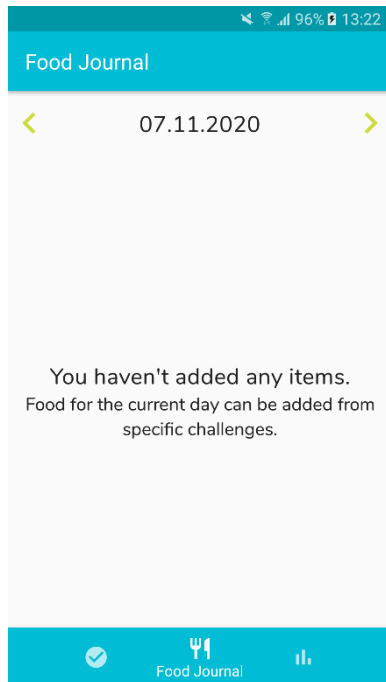 96% 13:22
Food Journal
07.11.2020
You haven't added any items.
Food for the current day can be added from
specific challenges.
Food Journal